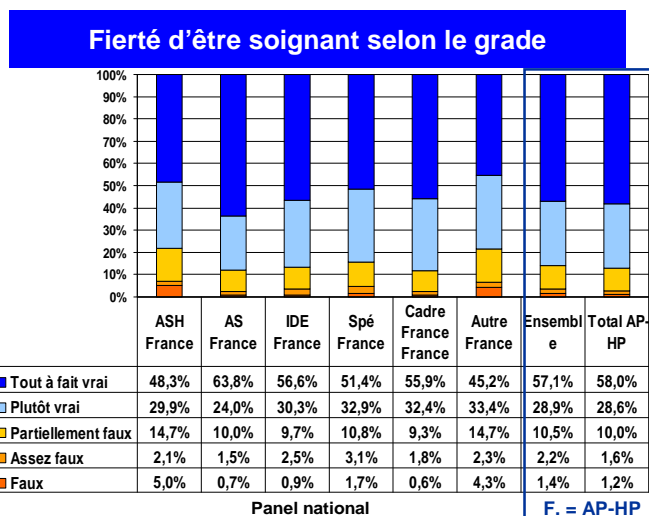 Fierté d'être soignant selon le grade
100%
90%
80%
70%
60%
50%
40%
30%
20%
10%
0%
ASH France AS France IDE France Spé France Cadre France France Autre France Ensembl e Total AP-HP
Tout à fait vrai 48,3% 63,8% 56,6% 51,4% 55,9% 45,2% 57,1% 58,0%
Plutôt vrai 29,9% 24,0% 30,3% 32,9% 32,4% 33,4% 28,9% 28,6%
Partiellement faux 14,7% 10,0% 9,7% 10,8% 9,3% 14,7% 10,5% 10,0%
Assez faux 2,1% 1,5% 2,5% 3,1% 1,8% 2,3% 2,2% 1,6%
Faux 5,0% 0,7% 0,9% 1,7% 0,6% 4,3% 1,4% 1,2%
Panel national F. = AP-HP